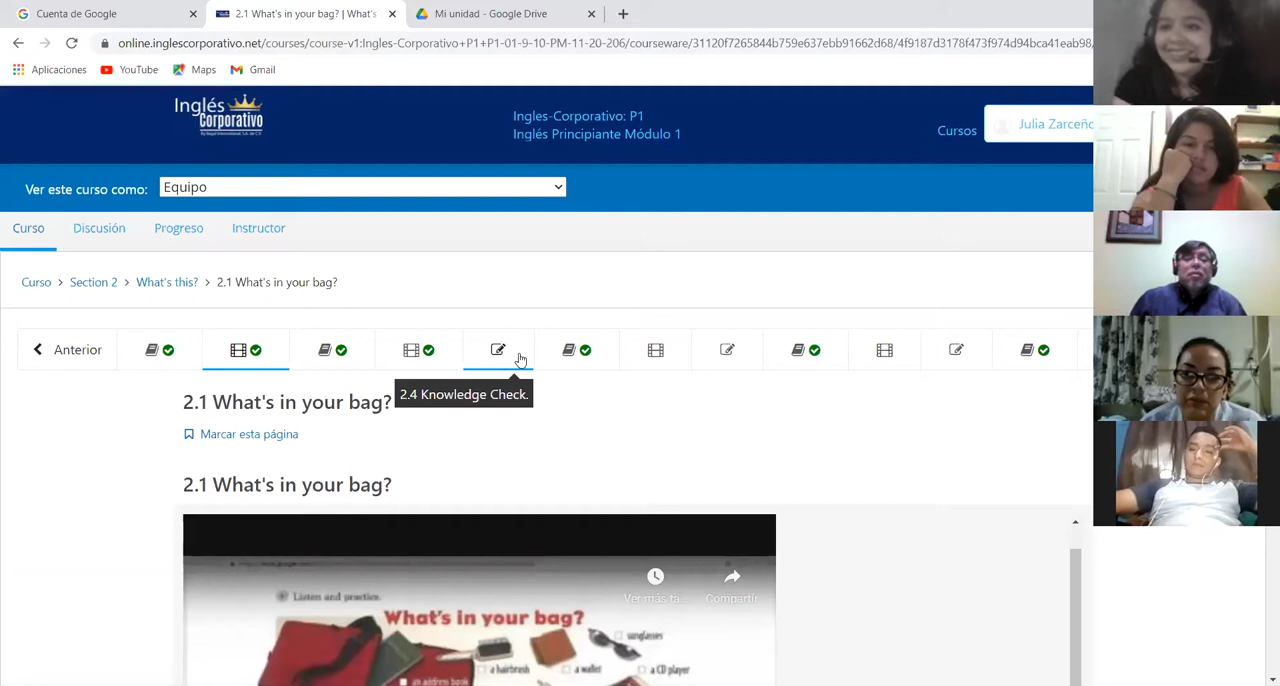 Cuenta de Google
2.1 What's in your bag? | What's
Mi unidad - Google Drive
online.inglescorporativo.net/courses/course-v1:Ingles-Corporativo+P1+P1-01-9-10-PM-11-20-206/courseware/31120f7265844b759e637ebb91662d68/4f9187d3178f473f974d94bca41eab98/
Aplicaciones YouTube Maps Gmail
Inglés
Corporativo
Ingles-Corporativo: P1
Inglés Principiante Módulo 1
Cursos
Julia Zarceño
Ver este curso como:
Equipo
Curso Discusión Progreso Instructor
Curso > Section 2 > What's this? > 2.1 What's in your bag?
Anterior
2.4 Knowledge Check.
2.1 What's in your bag?
Marcar esta página
2.1 What's in your bag?
Ver más ta...
Compartir
Listen and practice.
What's in your bag?
sunglasses
a hairbrush
a wallet
a CD player
an address book